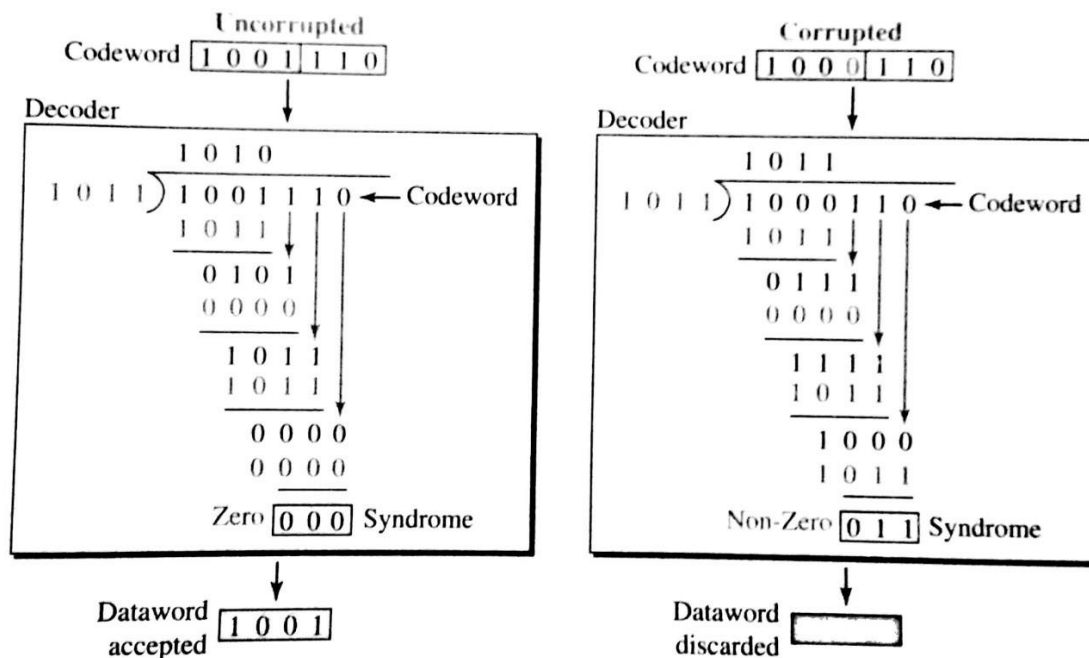 Uncorrupted
Codeword 1 0 0 1 1 1 0
Decoder
1 0 1 0
1 0 1 1 ) 1 0 0 1 1 1 0 Codeword
1 0 1 1
0 1 0 1
0 0 0 0
1 0 1 1
1 0 1 1
0 0 0 0
0 0 0 0
Zero 0 0 0 Syndrome
Dataword
accepted 1 0 0 1
Corrupted
Codeword 1 0 0 0 1 1 0
Decoder
1 0 1 1
1 0 1 1 ) 1 0 0 0 1 1 0 Codeword
1 0 1 1
0 1 1 1
0 0 0 0
1 1 1 1
1 0 1 1
1 0 0 0
1 0 1 1
Non-Zero 0 1 1 Syndrome
Dataword
discarded